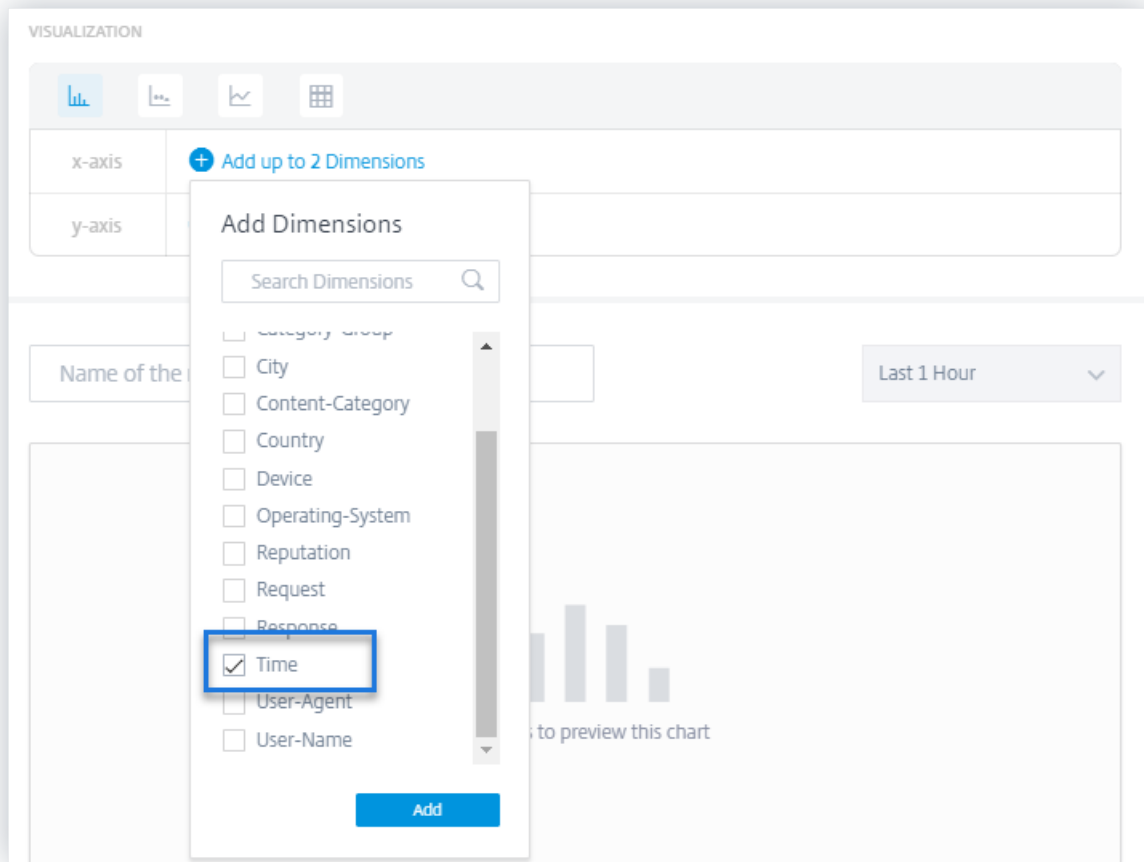 VISUALIZATION
x-axis
Add up to 2 Dimensions
y-axis
Add Dimensions
Search Dimensions
Category-Group
City
Content-Category
Country
Device
Operating-System
Reputation
Request
Response
Time
User-Agent
User-Name
Add
Name of the
Last 1 Hour
to preview this chart